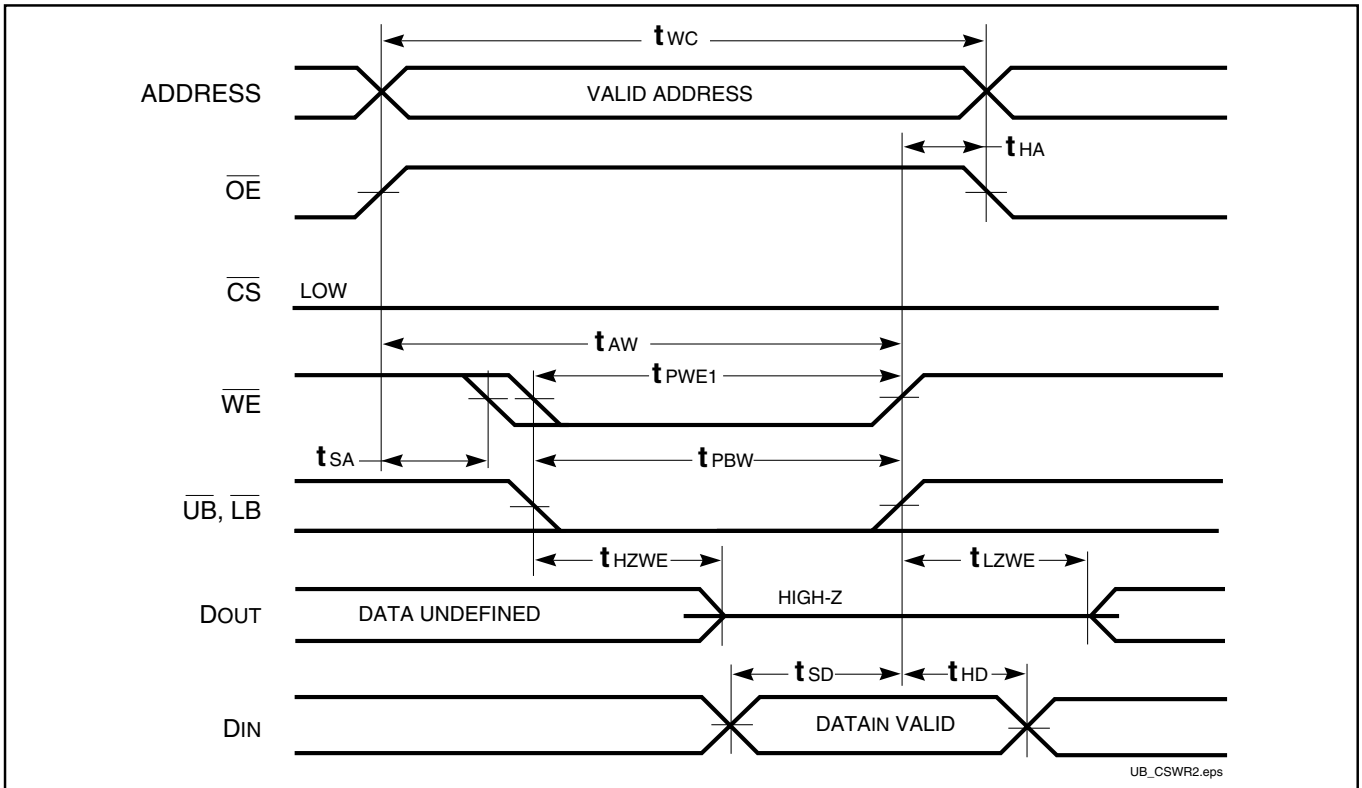 tWC
ADDRESS
VALID ADDRESS
tHA
OE
CS
LOW
tAW
tPWE1
WE
tSA
tPBW
UB, LB
tHZWE
tLZWE
DOUT
DATA UNDEFINED
HIGH-Z
tSD
tHD
DIN
DATAIN VALID
UB_CSWR2.eps